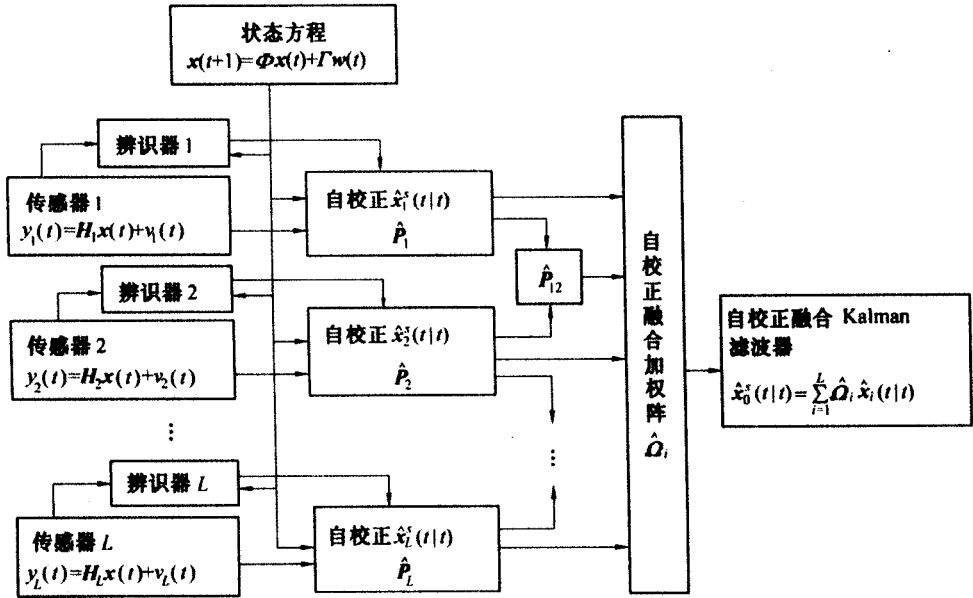 状态方程
x(t+1)=Φx(t)+Γw(t)
辨识器 1
传感器 1
y₁(t)=H₁x(t)+v₁(t)
自校正 x̂₁ˢ(t|t)
P̂₁
辨识器 2
传感器 2
y₂(t)=H₂x(t)+v₂(t)
自校正 x̂₂ˢ(t|t)
P̂₂
P̂₁₂
⋮
⋮
辨识器 L
传感器 L
y_L(t)=H_Lx(t)+v_L(t)
自校正 x̂_Lˢ(t|t)
P̂_L
自校正融合加权阵 Ω̂ᵢ
自校正融合 Kalman
滤波器
x̂₀ˢ(t|t)=∑ᵢ₌₁ᴸ Ω̂ᵢ x̂ᵢ(t|t)